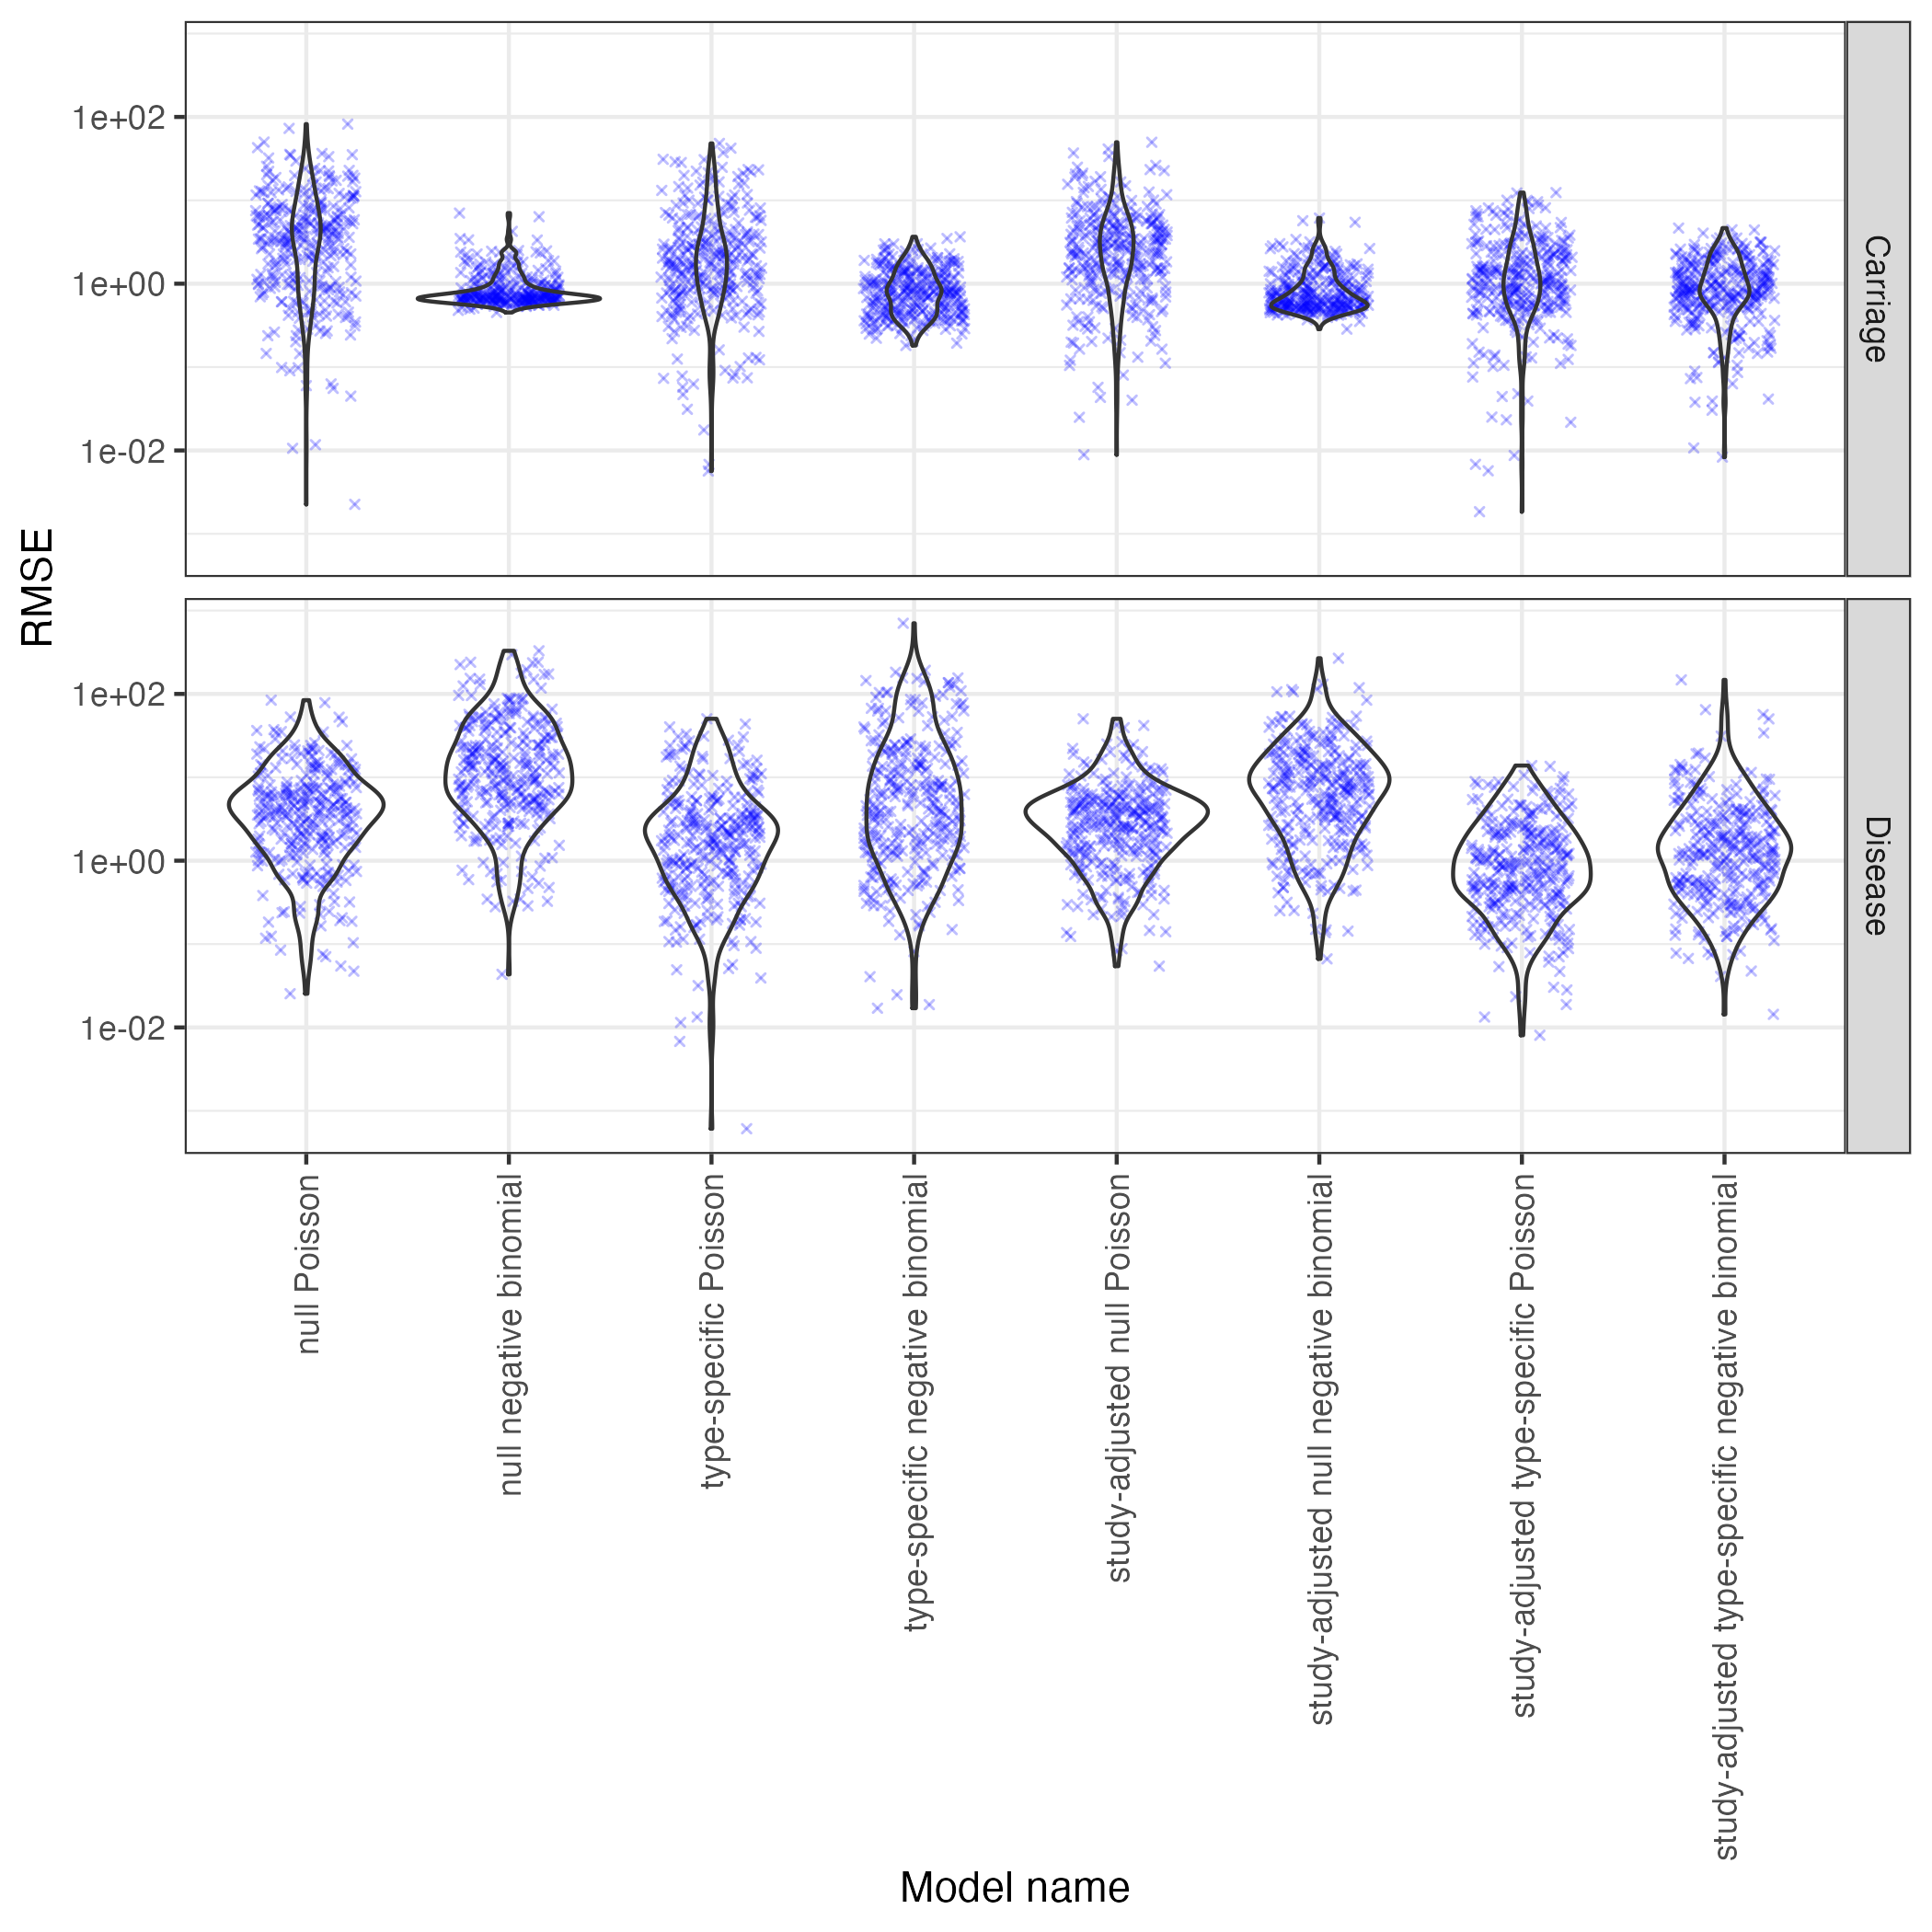 RMSE
1e+02
1e+00
1e-02
Carriage
1e+02
1e+00
1e-02
Disease
null Poisson
null negative binomial
type-specific Poisson
type-specific negative binomial
study-adjusted null Poisson
study-adjusted null negative binomial
study-adjusted type-specific Poisson
study-adjusted type-specific negative binomial
Model name